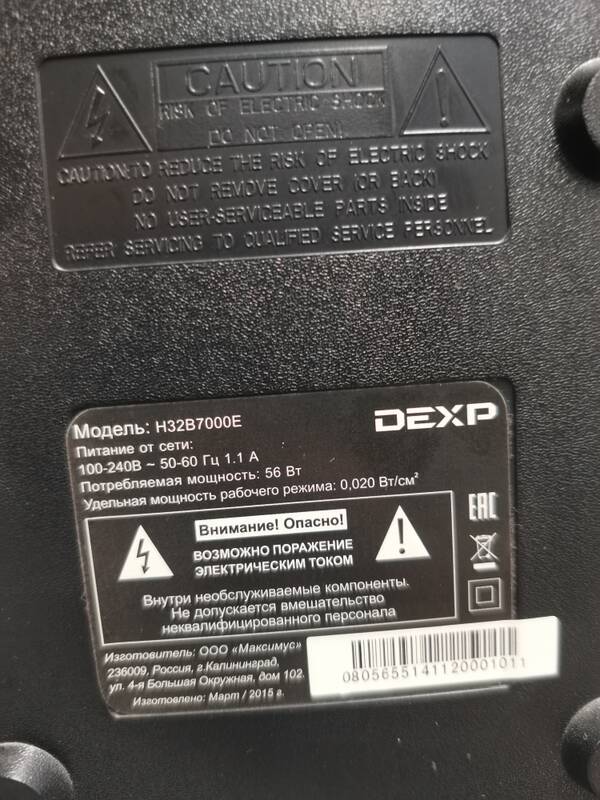 CAUTION
RISK OF ELECTRIC SHOCK
DO NOT OPEN!
CAUTION:TO REDUCE THE RISK OF ELECTRIC SHOCK
DO NOT REMOVE COVER (OR BACK)
NO USER-SERVICEABLE PARTS INSIDE
REFER SERVICING TO QUALIFIED SERVICE PERSONNEL
DEXP
Модель: H32B7000E
Питание от сети:
100-240В ~ 50-60 Гц 1.1 А
Потребляемая мощность: 56 Вт
Удельная мощность рабочего режима: 0,020 Вт/см²
EAC
Внимание! Опасно!
ВОЗМОЖНО ПОРАЖЕНИЕ
ЭЛЕКТРИЧЕСКИМ ТОКОМ
Внутри необслуживаемые компоненты.
Не допускается вмешательство
неквалифицированного персонала
Изготовитель: ООО «Максимус»
236009, Россия, г.Калининград,
ул. 4-я Большая Окружная, дом 102.
Изготовлено: Март / 2015 г.
0805655141120001011